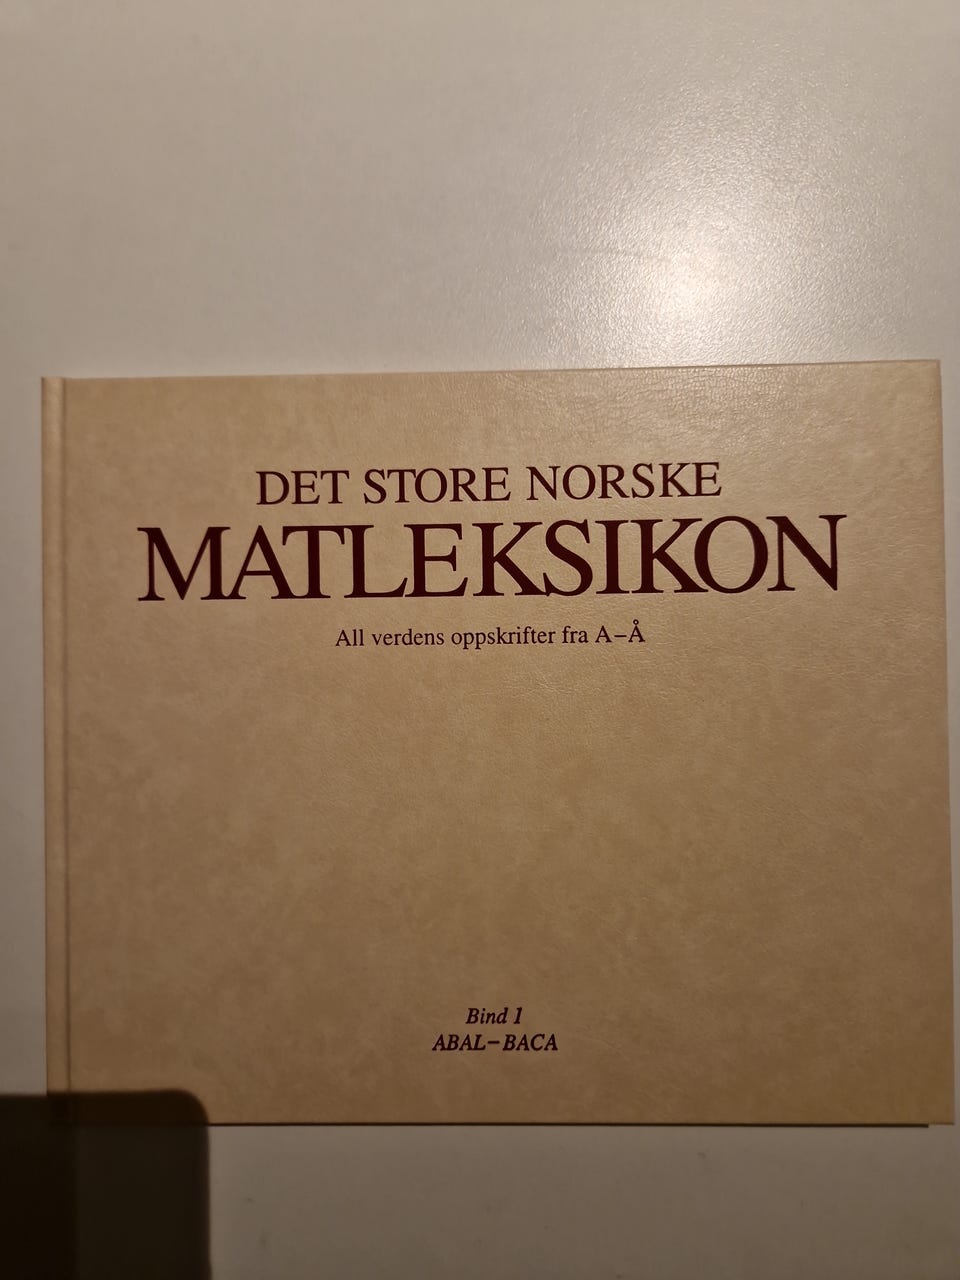 DET STORE NORSKE
MATLEKSIKON
All verdens oppskrifter fra A–Å
Bind 1
ABAL–BACA